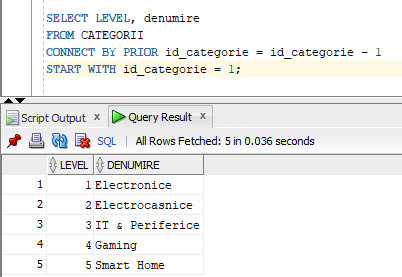 SELECT LEVEL, denumire
FROM CATEGORII
CONNECT BY PRIOR id_categorie = id_categorie - 1
START WITH id_categorie = 1;
Script Output x Query Result x
SQL | All Rows Fetched: 5 in 0.036 seconds
LEVEL DENUMIRE
1 1 Electronice
2 2 Electrocasnice
3 3 IT & Periferice
4 4 Gaming
5 5 Smart Home